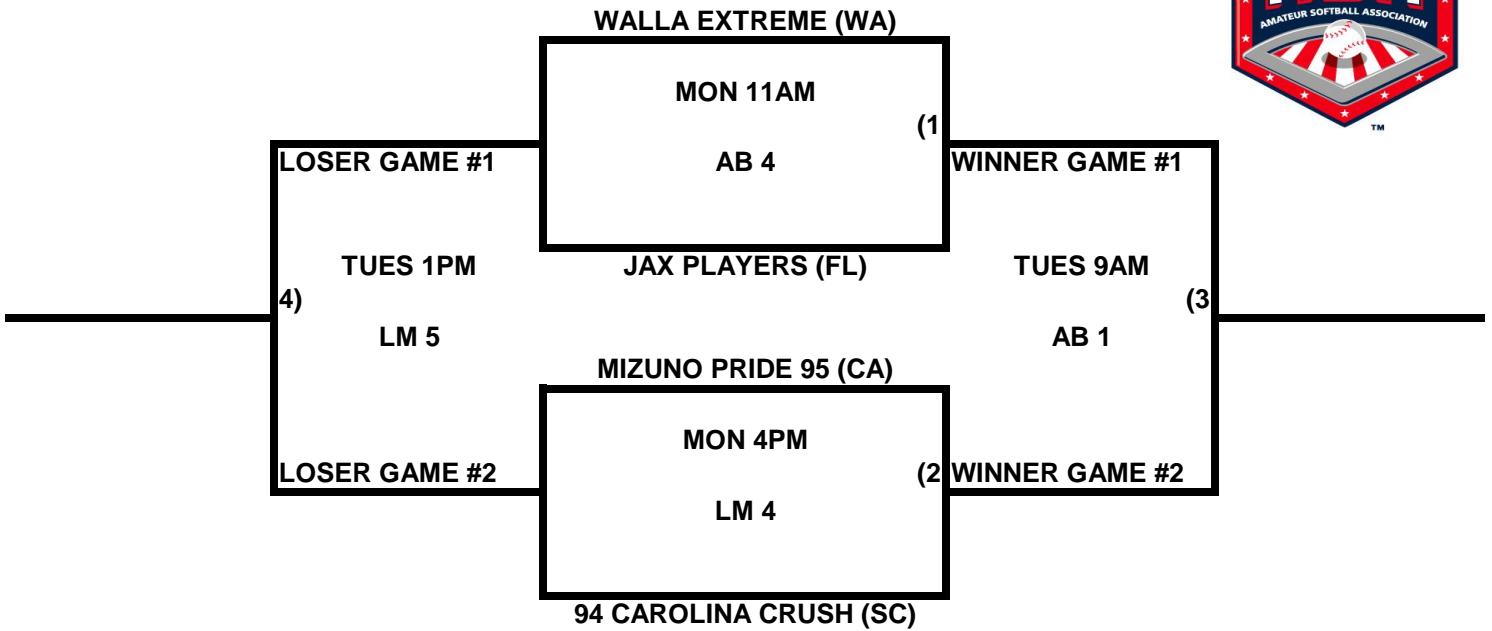 WALLA EXTREME (WA)
AMATEUR SOFTBALL ASSOCIATION
TM
MON 11AM
(1
LOSER GAME #1
AB 4
WINNER GAME #1
TUES 1PM
JAX PLAYERS (FL)
TUES 9AM
4)
(3
LM 5
AB 1
MIZUNO PRIDE 95 (CA)
MON 4PM
LOSER GAME #2
(2
WINNER GAME #2
LM 4
94 CAROLINA CRUSH (SC)